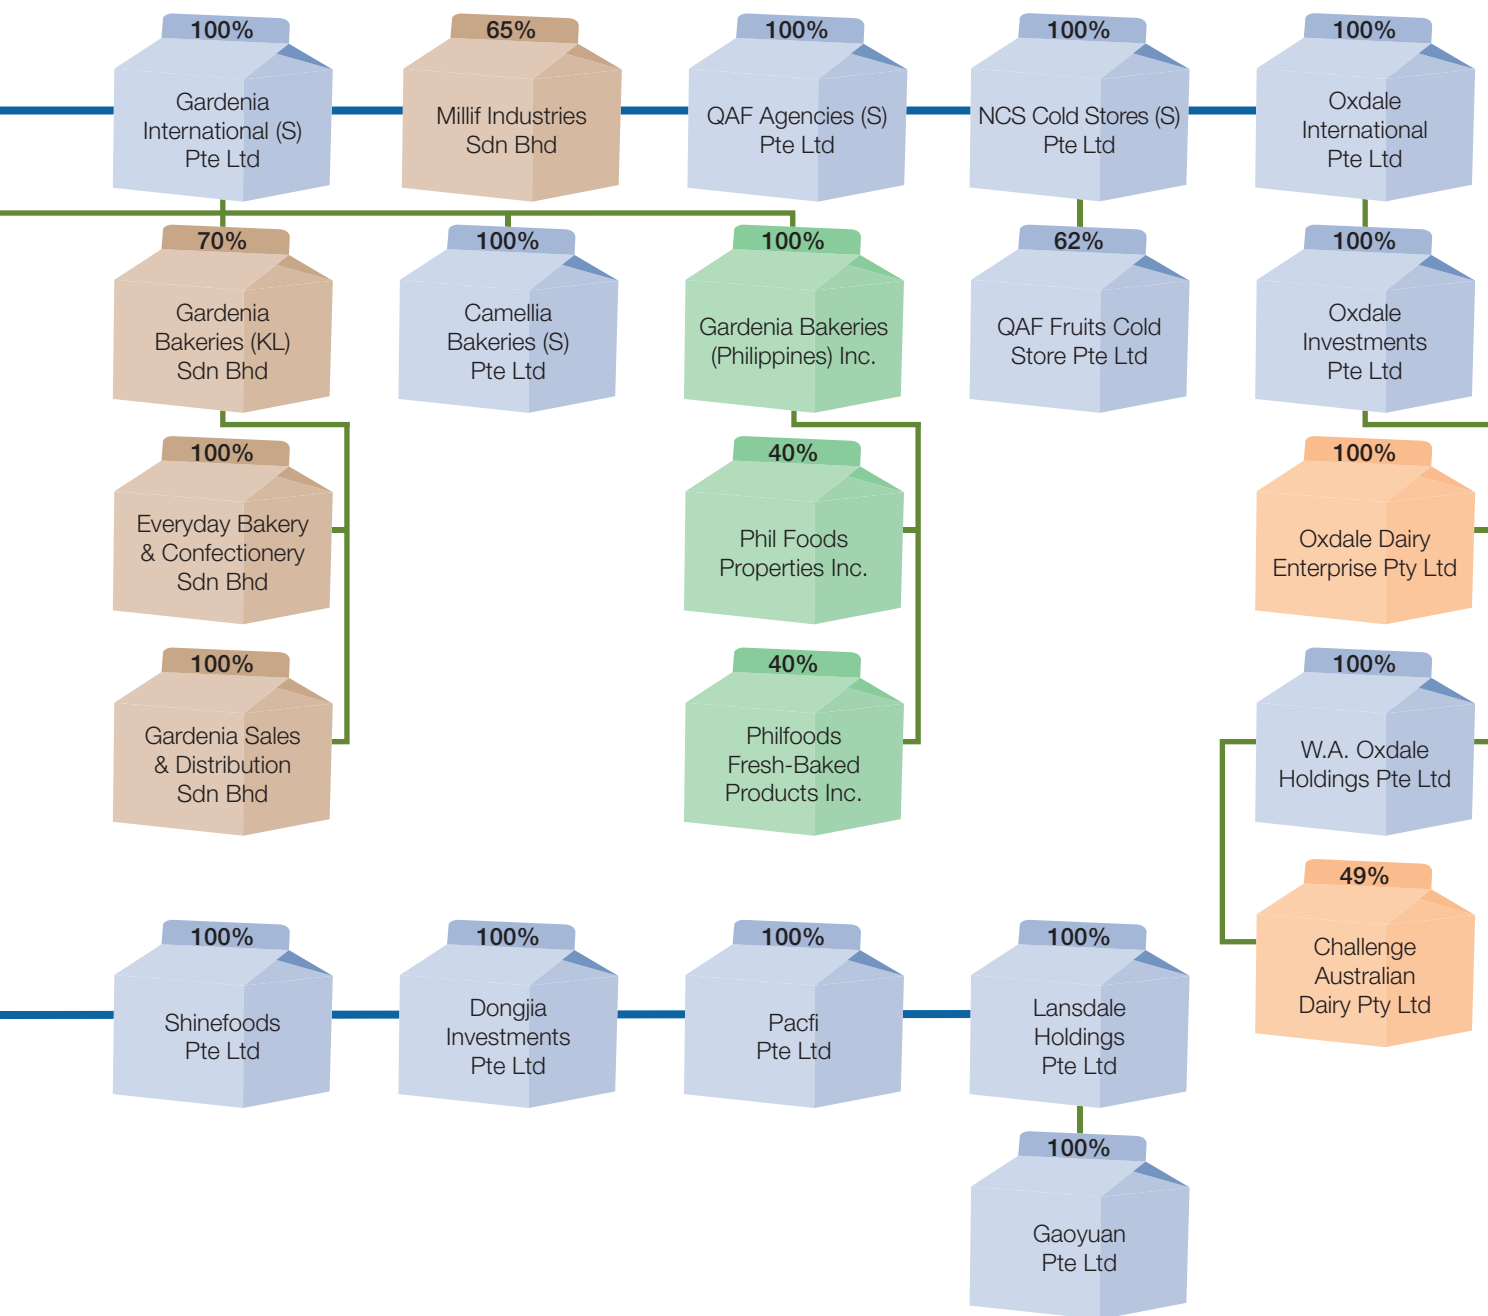 100%
Gardenia
International (S)
Pte Ltd
65%
Millif Industries
Sdn Bhd
100%
QAF Agencies (S)
Pte Ltd
100%
NCS Cold Stores (S)
Pte Ltd
100%
Oxdale
International
Pte Ltd
70%
Gardenia
Bakeries (KL)
Sdn Bhd
100%
Camellia
Bakeries (S)
Pte Ltd
100%
Gardenia Bakeries
(Philippines) Inc.
62%
QAF Fruits Cold
Store Pte Ltd
100%
Oxdale
Investments
Pte Ltd
100%
Everyday Bakery
& Confectionery
Sdn Bhd
40%
Phil Foods
Properties Inc.
100%
Oxdale Dairy
Enterprise Pty Ltd
100%
Gardenia Sales
& Distribution
Sdn Bhd
40%
Philfoods
Fresh-Baked
Products Inc.
100%
W.A. Oxdale
Holdings Pte Ltd
49%
Challenge
Australian
Dairy Pty Ltd
100%
Shinefoods
Pte Ltd
100%
Dongjia
Investments
Pte Ltd
100%
Pacfi
Pte Ltd
100%
Lansdale
Holdings
Pte Ltd
100%
Gaoyuan
Pte Ltd